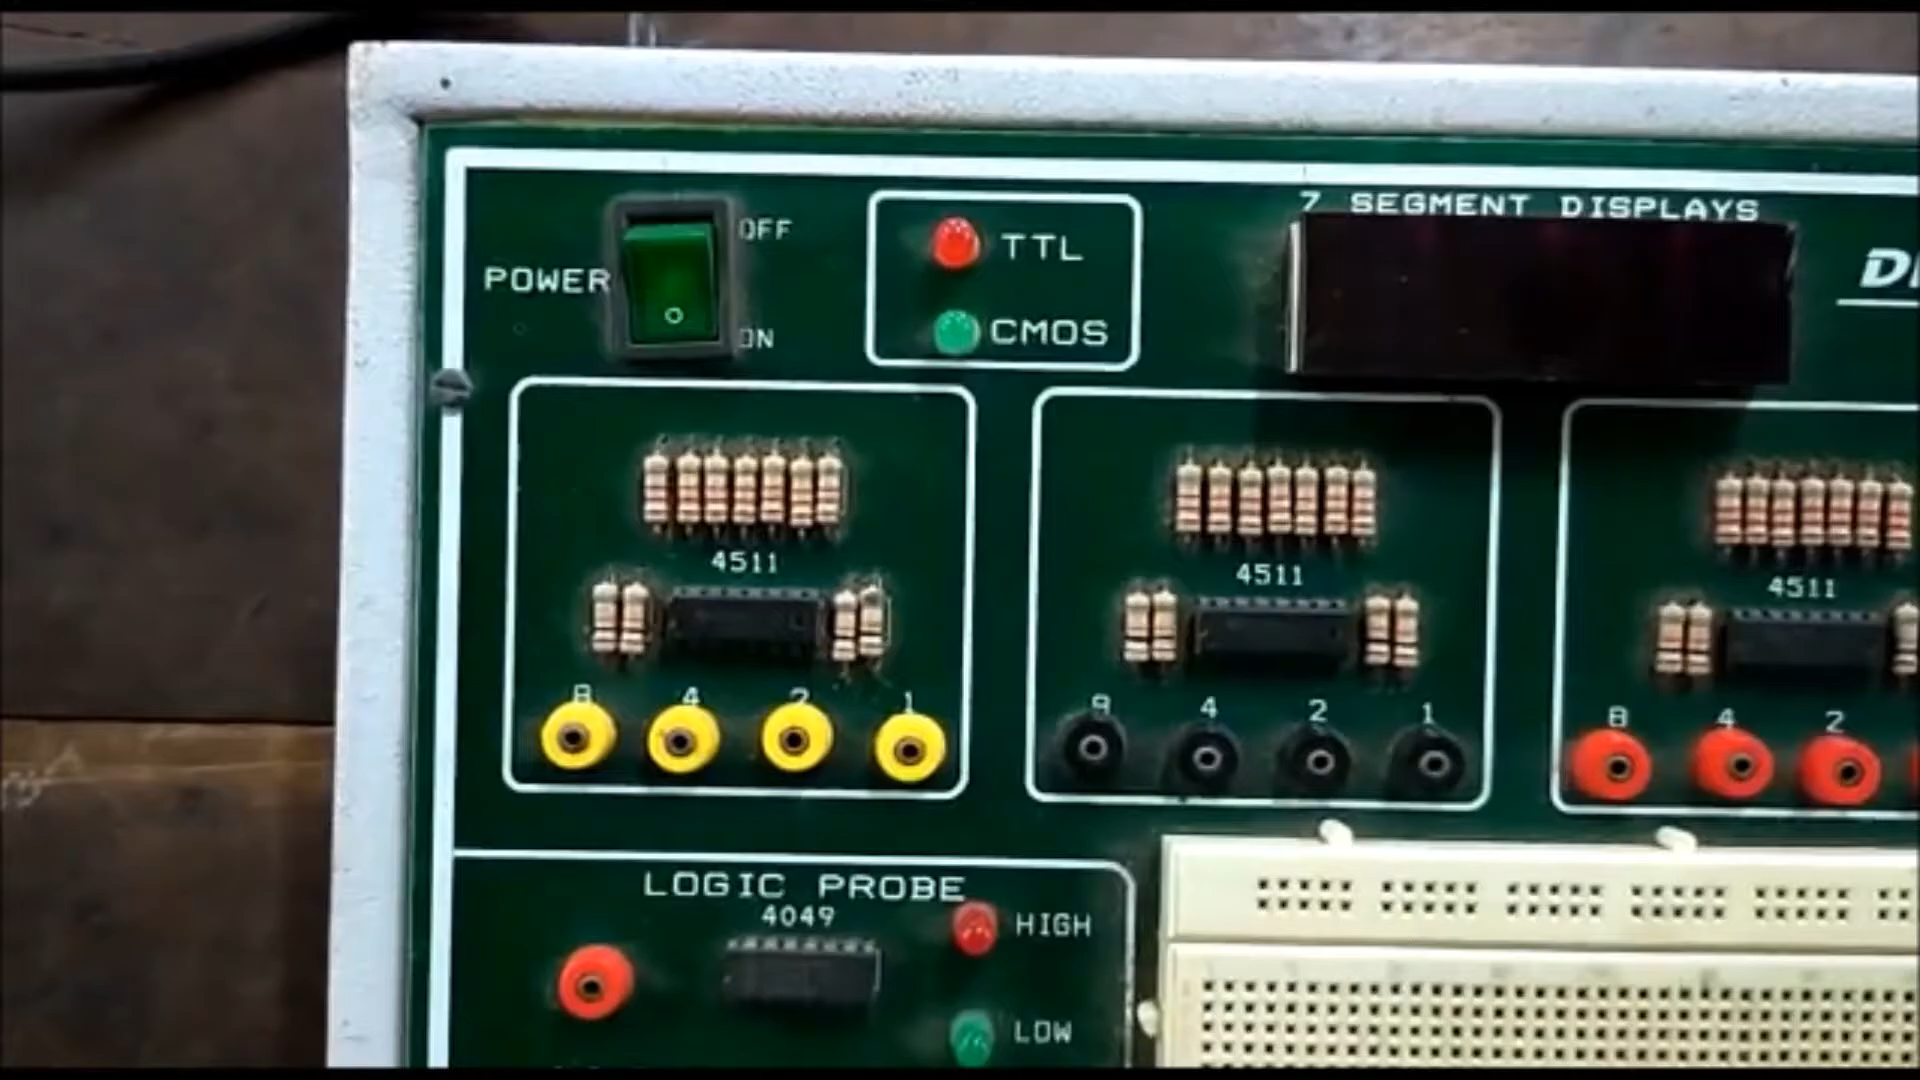 7 SEGMENT DISPLAYS
OFF
POWER
ON
TTL
CMOS
4511
4511
4511
8 4 2 1
8 4 2 1
8 4 2
LOGIC PROBE
4049
HIGH
LOW